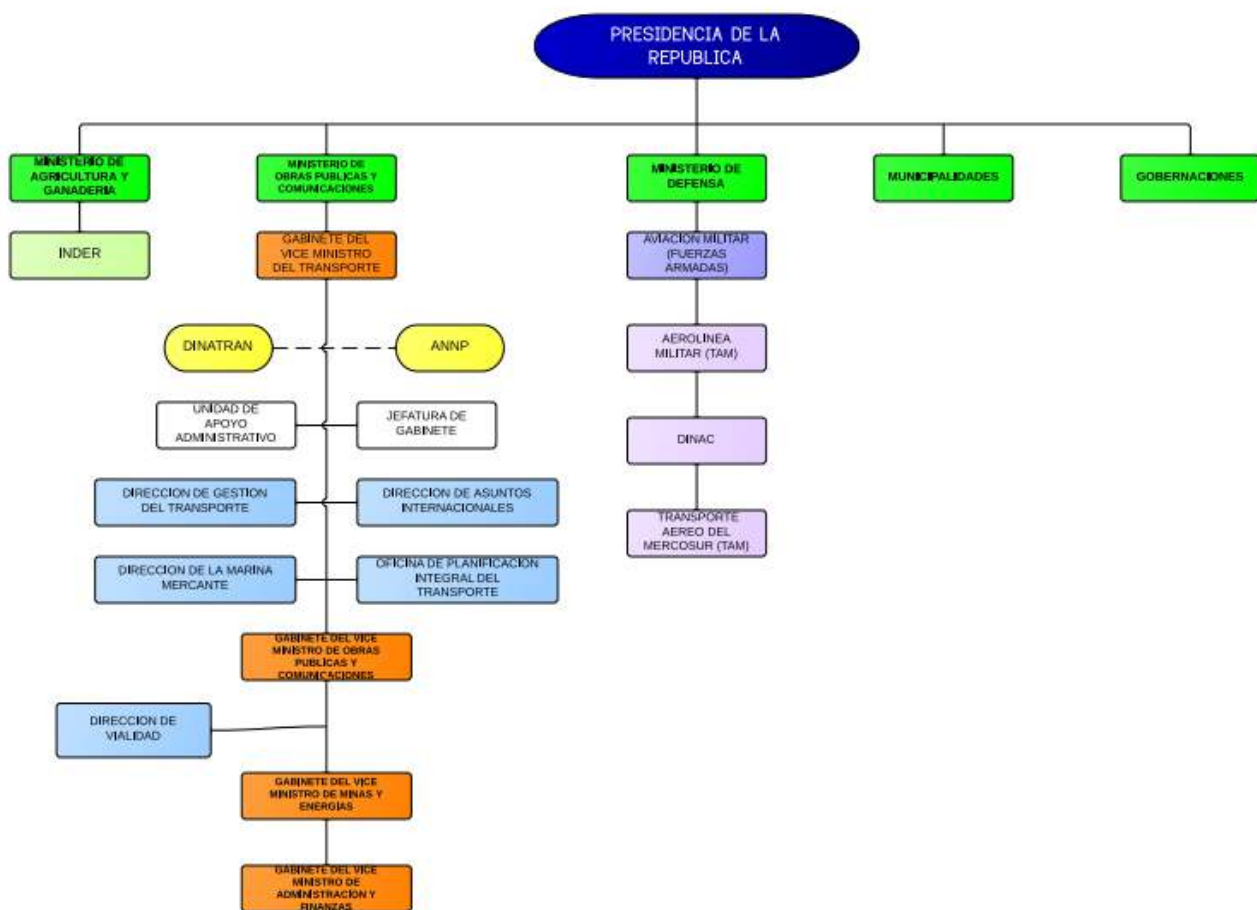 PRESIDENCIA DE LA
REPUBLICA
MINISTERIO DE
AGRICULTURA Y
GANADERIA
MINISTERIO DE
OBRAS PUBLICAS Y
COMUNICACIONES
MINISTERIO DE
DEFENSA
MUNICIPALIDADES
GOBERNACIONES
INDER
GABINETE DEL
VICE MINISTRO
DEL TRANSPORTE
AVIACION MILITAR
(FUERZAS
ARMADAS)
DINATRAN
ANNP
AEROLÍNEA
MILITAR (TAM)
UNIDAD DE
APOYO
ADMINISTRATIVO
JEFATURA DE
GABINETE
DINAC
DIRECCION DE GESTION
DEL TRANSPORTE
DIRECCION DE ASUNTOS
INTERNACIONALES
TRANSPORTE
AEREO DEL
MERCOSUR (TAM)
DIRECCION DE LA MARINA
MERCANTE
OFICINA DE PLANIFICACION
INTEGRAL DEL
TRANSPORTE
GABINETE DEL VICE
MINISTRO DE OBRAS
PUBLICAS Y
COMUNICACIONES
DIRECCION DE
VIALIDAD
GABINETE DEL VICE
MINISTRO DE MINAS Y
ENERGÍAS
GABINETE DEL VICE
MINISTRO DE
ADMINISTRACIÓN Y
FINANZAS